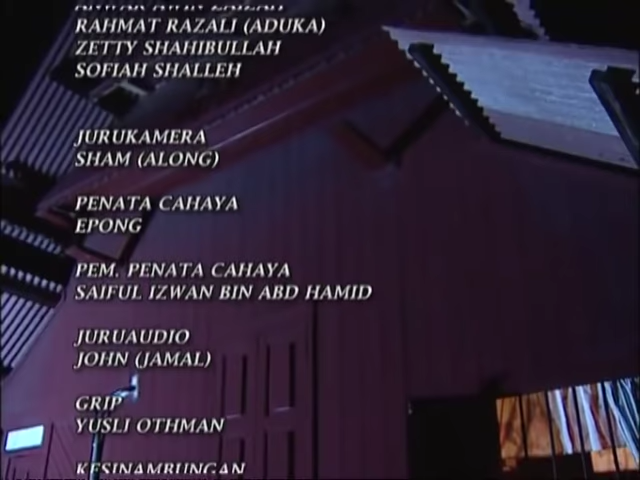 RAHMAT RAZALI (ADUKA)
ZETTY SHAHIBULLAH
SOFIAH SHALLEH
JURUKAMERA
SHAM (ALONG)
PENATA CAHAYA
EPONG
PEM. PENATA CAHAYA
SAIFUL IZWAN BIN ABD HAMID
JURUAUDIO
JOHN (JAMAL)
GRIP
YUSLI OTHMAN
KESINAMBUNGAN